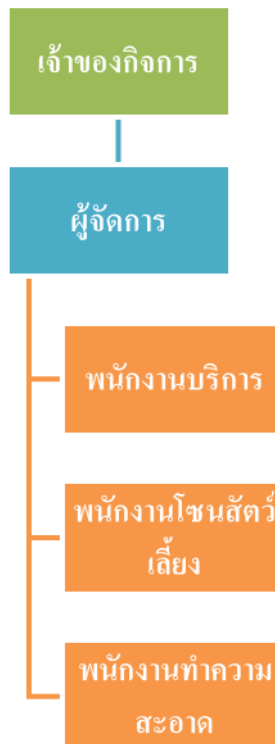 เจ้าของกิจการ
ผู้จัดการ
พนักงานบริการ
พนักงานโซนสัตว์
เลี้ยง
พนักงานทำความ
สะอาด